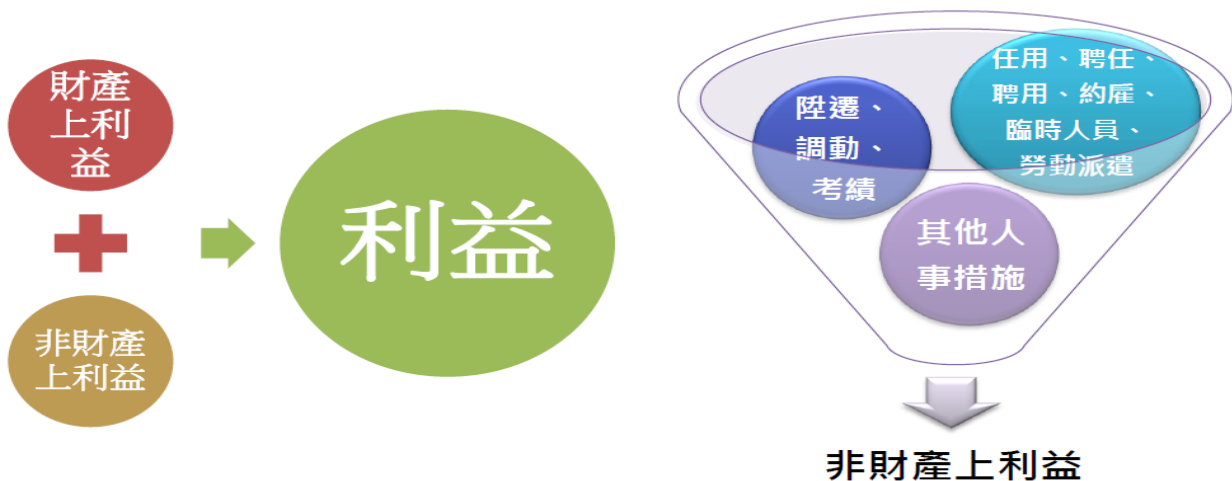 財產
上利
益
非財產
上利益
利益
陞遷、
調動、
考績
任用、聘任、
聘用、約雇、
臨時人員、
勞動派遣
其他人
事措施
非財產上利益